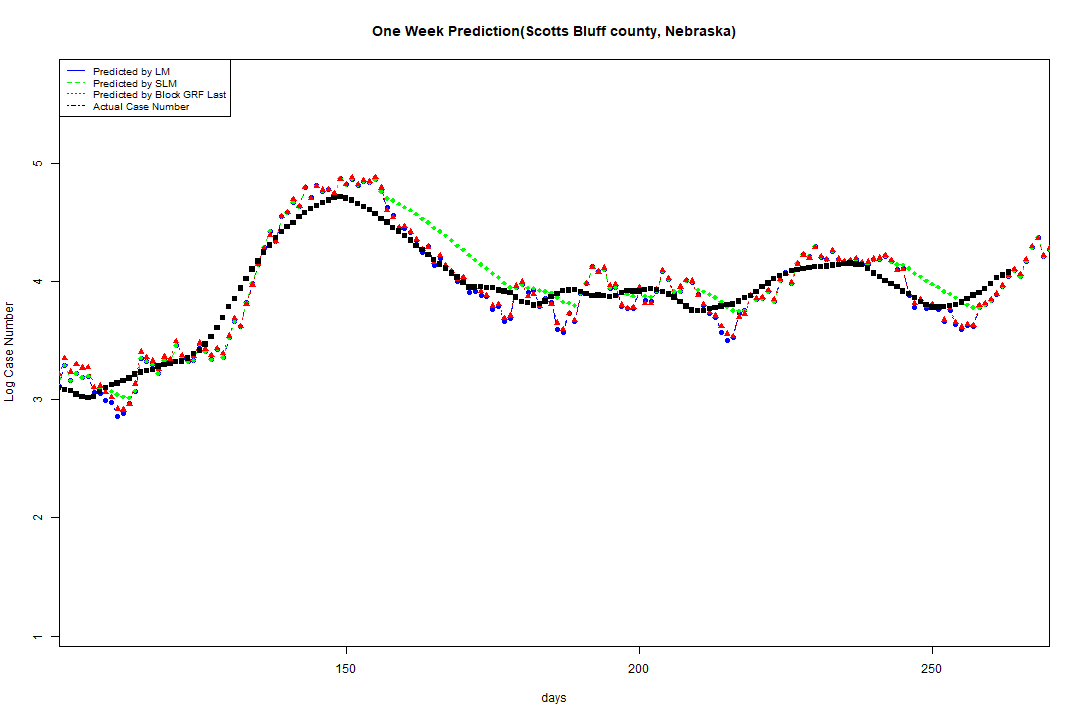 One Week Prediction(Scotts Bluff county, Nebraska)
Predicted by LM
Predicted by SLM
Predicted by Block GRF Last
Actual Case Number
5
4
3
2
1
Log Case Number
150
200
250
days